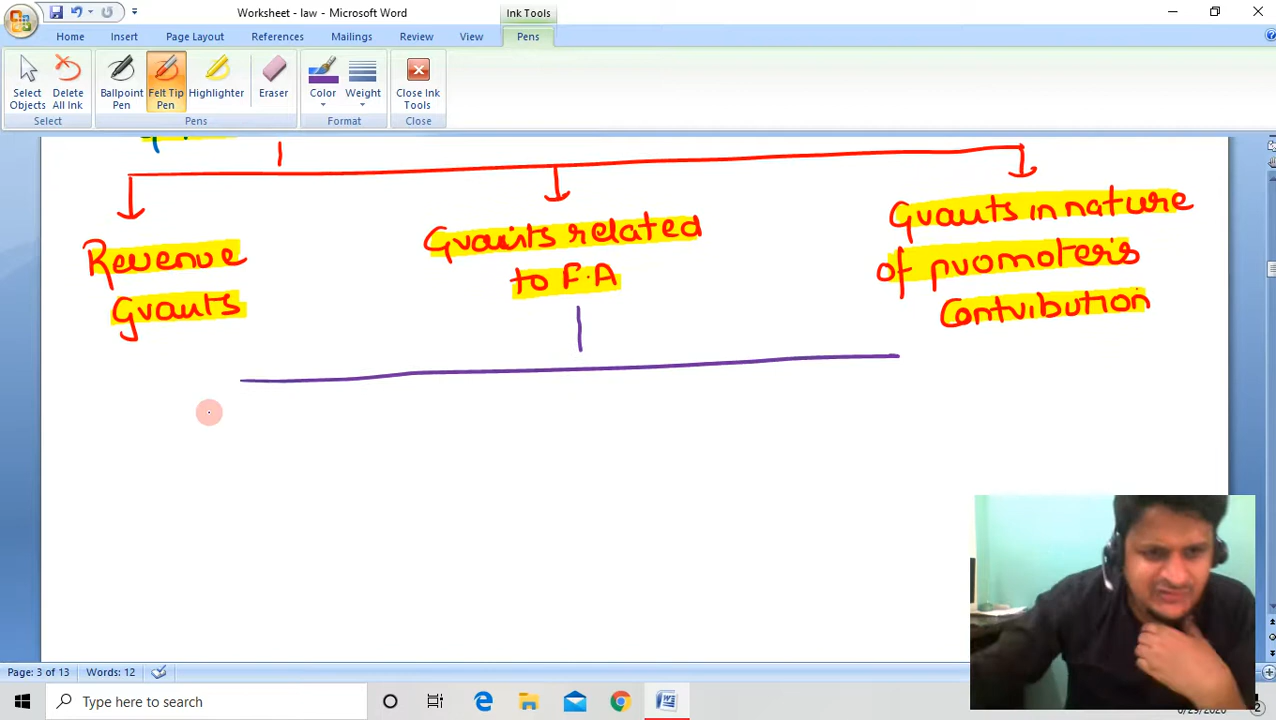 Worksheet - law - Microsoft Word
Ink Tools
Home Insert Page Layout References Mailings Review View Pens
Select Objects
Delete All Ink
Ballpoint Pen
Felt Tip Pen
Highlighter
Eraser
Color
Weight
Close Ink Tools
Select Pens Format Close
Revenue
Grants
Grants related
to F.A
Grants in nature
of promoter's
Contribution
Page: 3 of 13 Words: 12
Type here to search